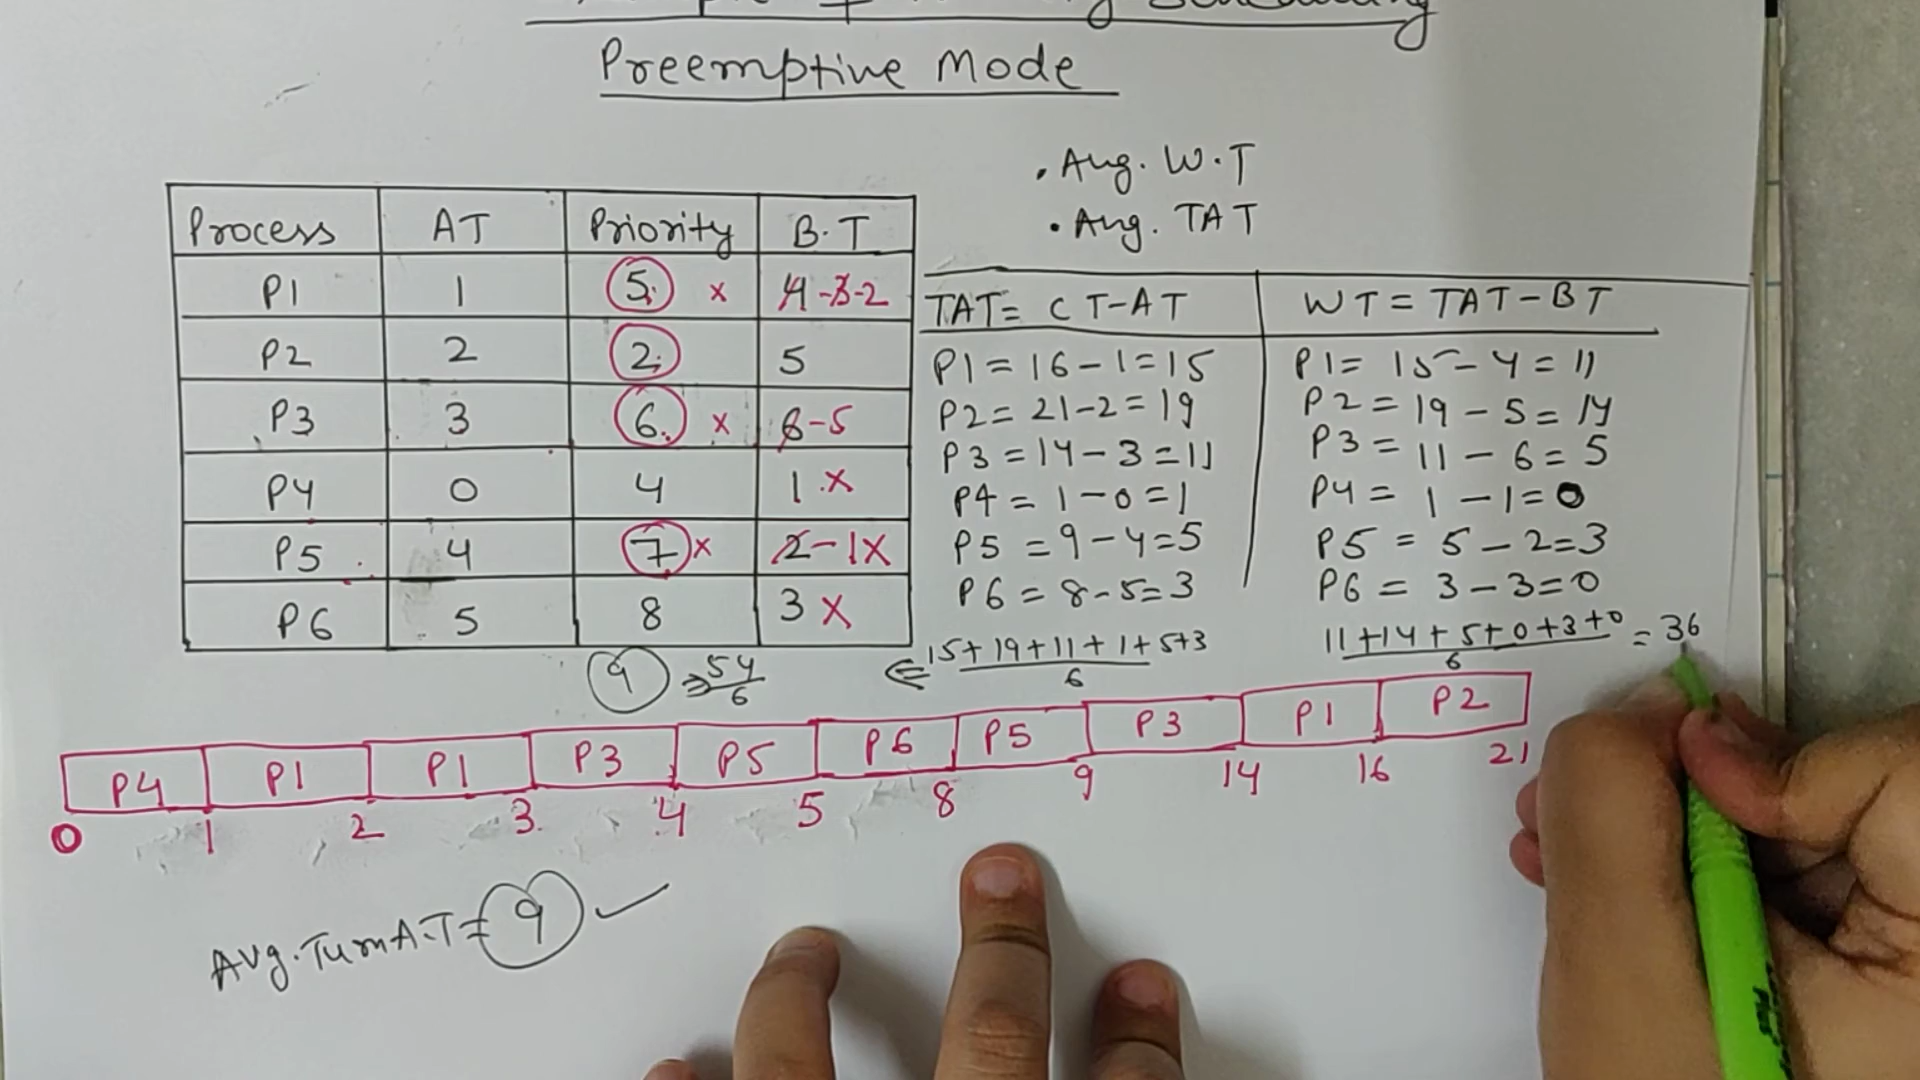 Scheduling
Preemptive Mode
• Avg. W.T
• Avg. TAT
Process AT Priority B.T
P1 1 5 x 4-3-2
P2 2 2 5
P3 3 6 x 6-5
P4 0 4 1 x
P5 4 7 x 2-1 x
P6 5 8 3 x
TAT= CT-AT
P1 = 16-1=15
P2 = 21-2=19
P3 = 14-3=11
P4 = 1-0=1
P5 = 9-4=5
P6 = 8-5=3
15+19+11+1+5+3
6
54
6
9
WT = TAT-BT
P1 = 15-4=11
P2 = 19-5=14
P3 = 11-6=5
P4 = 1-1=0
P5 = 5-2=3
P6 = 3-3=0
11+14+5+0+3+0 = 36
6
P4 P1 P1 P3 P5 P6 P5 P3 P1 P2
0 1 2 3 4 5 8 9 14 16 21
Avg. Turn A.T = 9 ✓